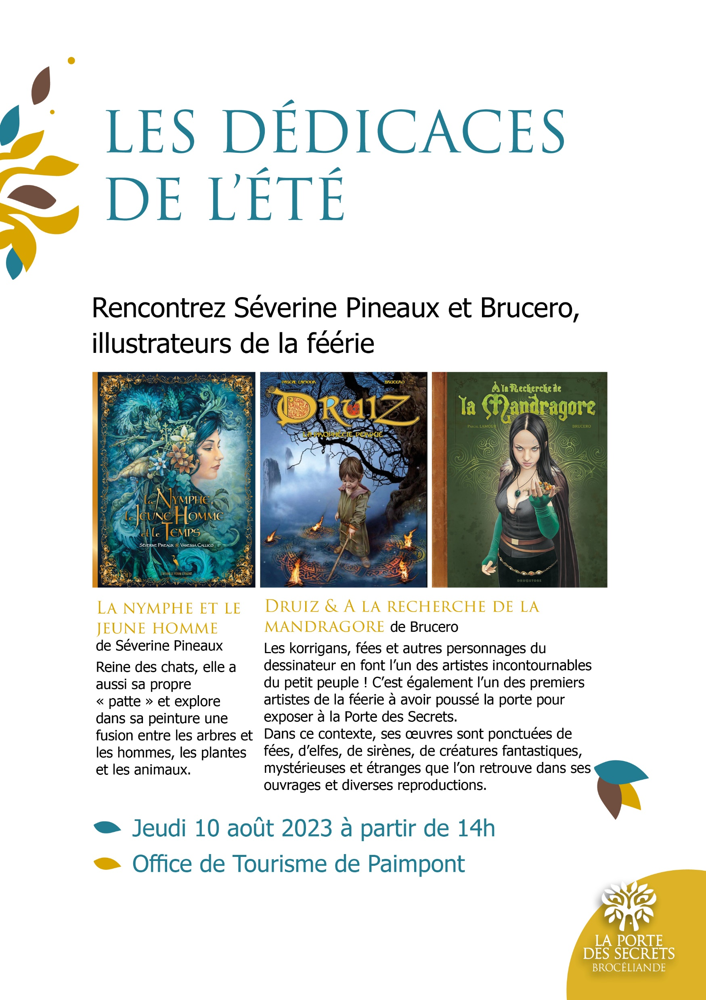 LES DÉDICACES
DE L'ÉTÉ
Rencontrez Séverine Pineaux et Brucero,
illustrateurs de la féérie
La Nymphe,
le Jeune Homme
et le Temps
Séverine Pineaux Vanessa Callico
Éditions du Héron d'Argent
PASCAL LAMOUR BRUCERO
DRUIZ
LA PROPHÉTIE PERDUE
A la Recherche de
la Mandragore
PASCAL LAMOUR BRUCERO
DRUGSTORE
LA NYMPHE ET LE
JEUNE HOMME
de Séverine Pineaux
Reine des chats, elle a
aussi sa propre
« patte » et explore
dans sa peinture une
fusion entre les arbres et
les hommes, les plantes
et les animaux.
DRUIZ & A LA RECHERCHE DE LA
MANDRAGORE de Brucero
Les korrigans, fées et autres personnages du
dessinateur en font l'un des artistes incontournables
du petit peuple ! C'est également l'un des premiers
artistes de la féerie à avoir poussé la porte pour
exposer à la Porte des Secrets.
Dans ce contexte, ses œuvres sont ponctuées de
fées, d'elfes, de sirènes, de créatures fantastiques,
mystérieuses et étranges que l'on retrouve dans ses
ouvrages et diverses reproductions.
Jeudi 10 août 2023 à partir de 14h
Office de Tourisme de Paimpont
LA PORTE
DES SECRETS
BROCÉLIANDE